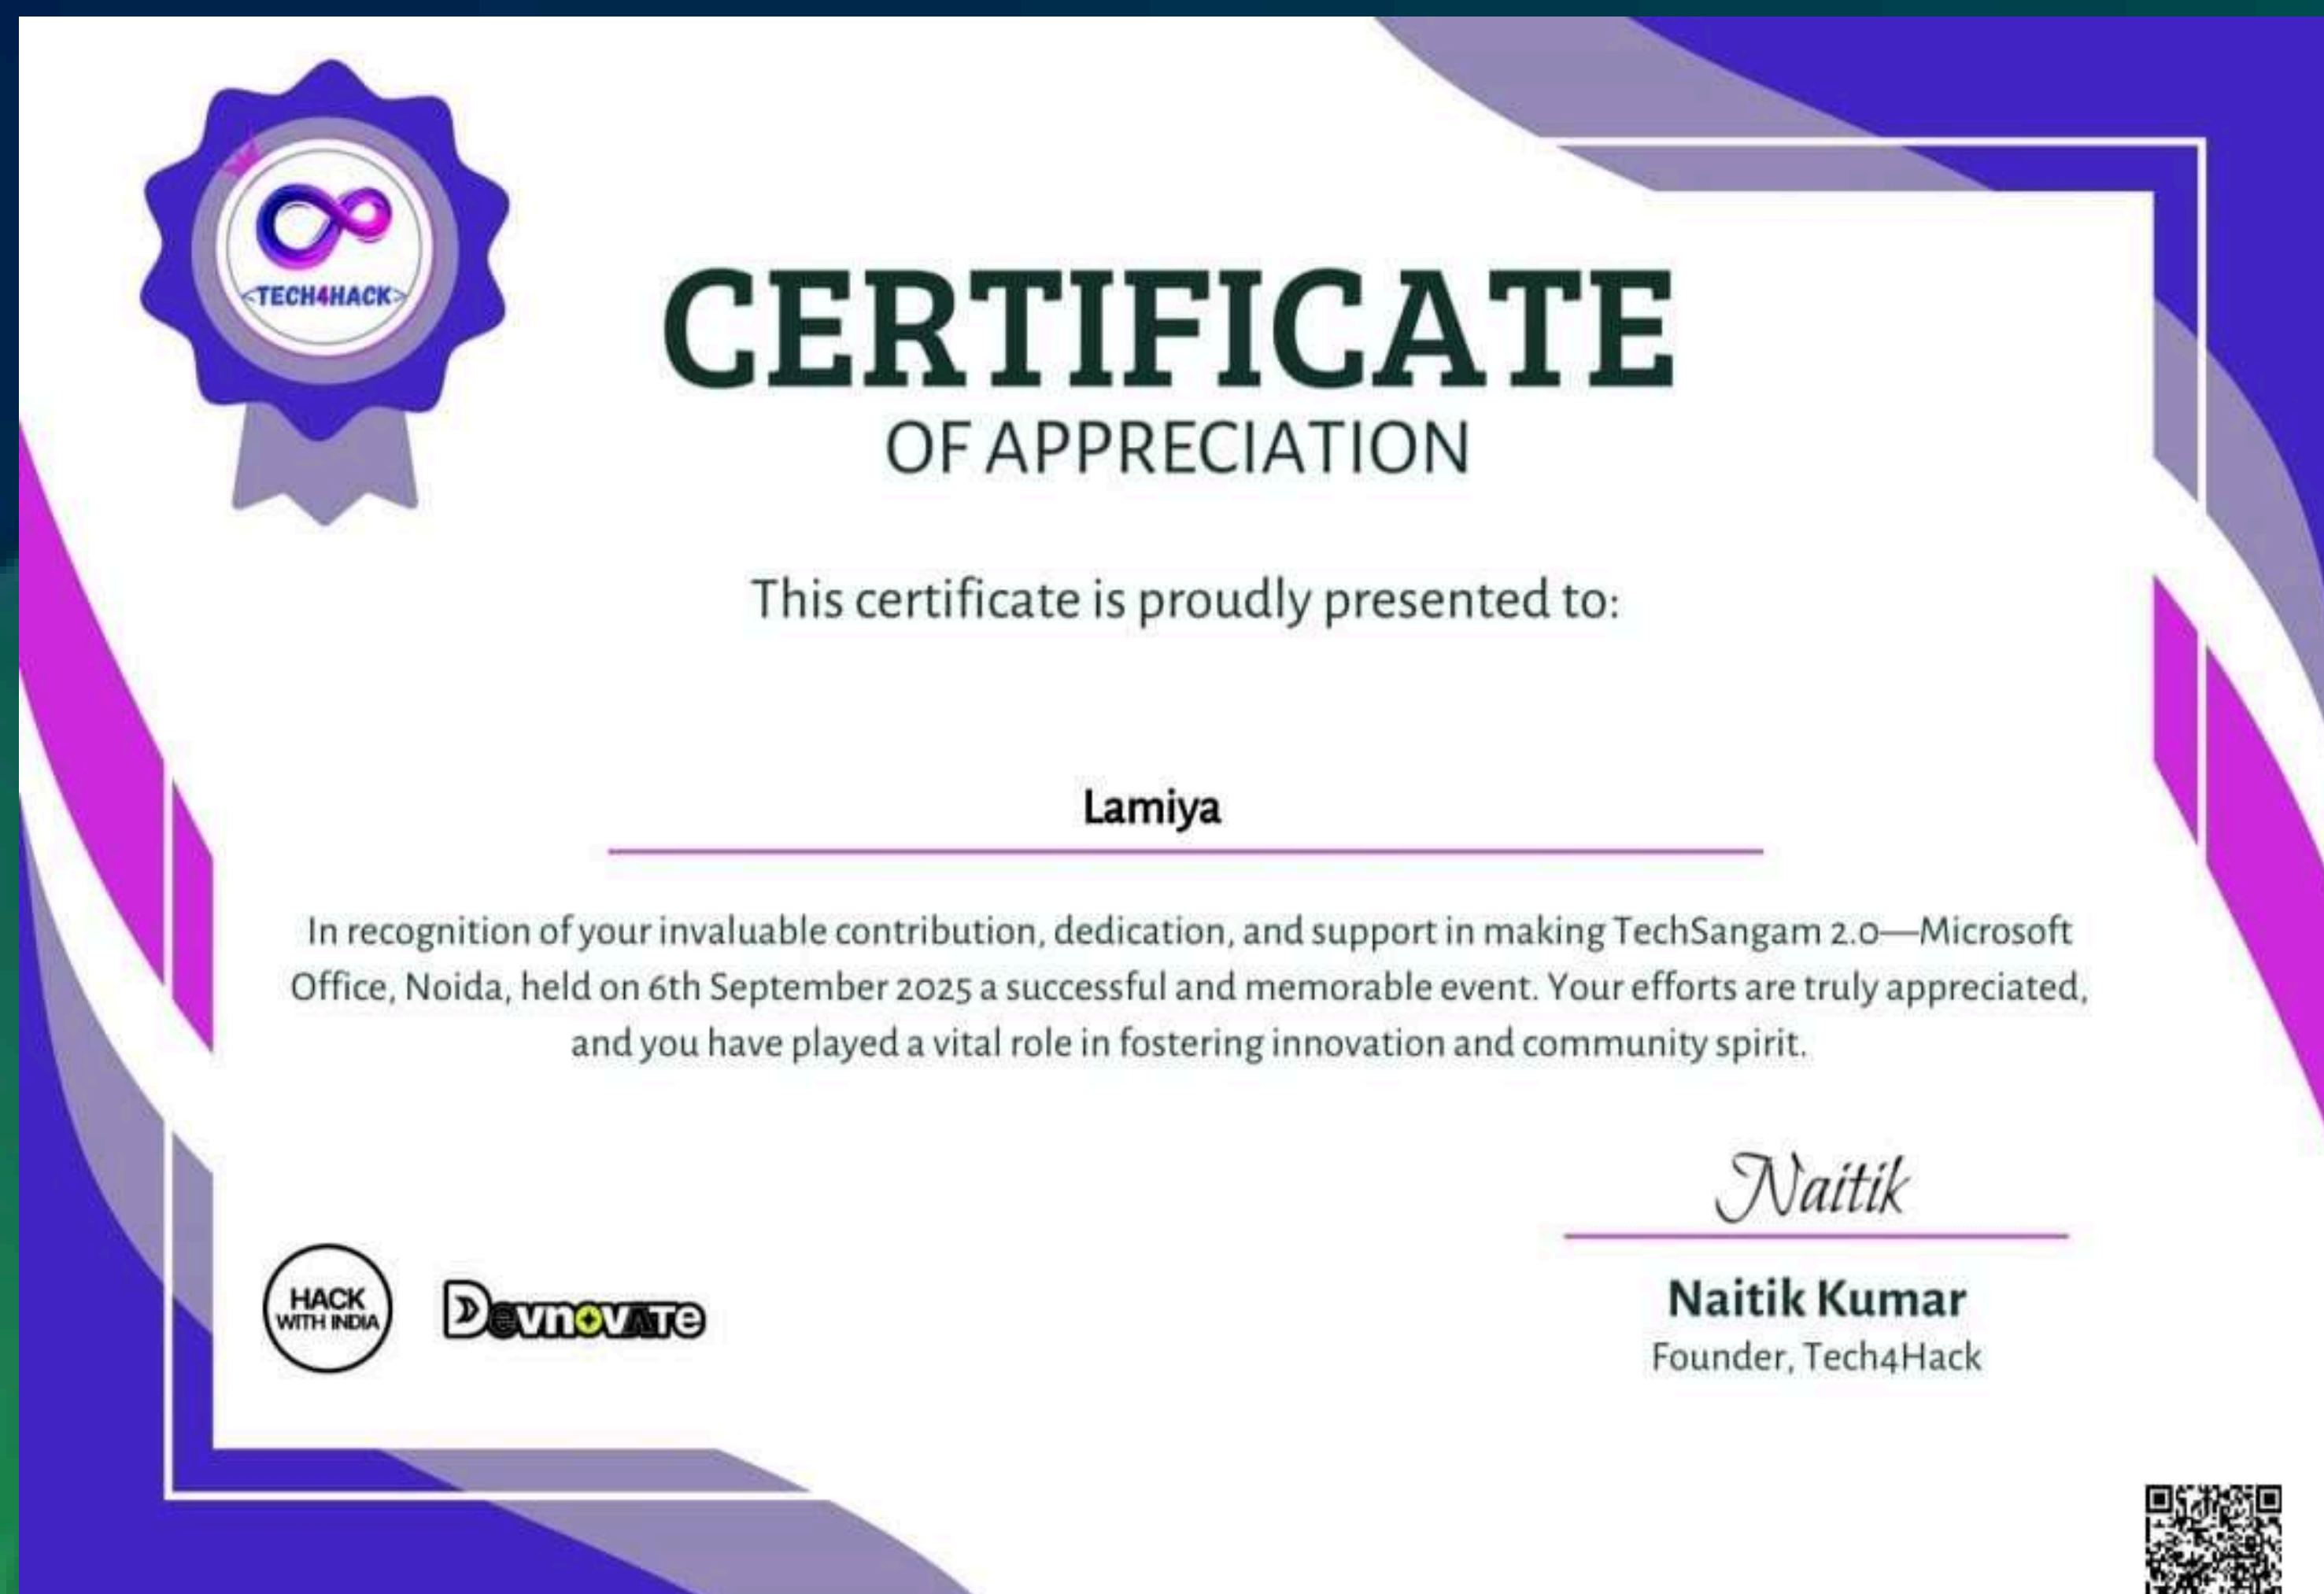 <TECH4HACK>
CERTIFICATE
OF APPRECIATION
This certificate is proudly presented to:
Lamiya
In recognition of your invaluable contribution, dedication, and support in making TechSangam 2.0—Microsoft
Office, Noida, held on 6th September 2025 a successful and memorable event. Your efforts are truly appreciated,
and you have played a vital role in fostering innovation and community spirit.
Naitik
Naitik Kumar
Founder, Tech4Hack
HACK
WITH INDIA
DevnovATe